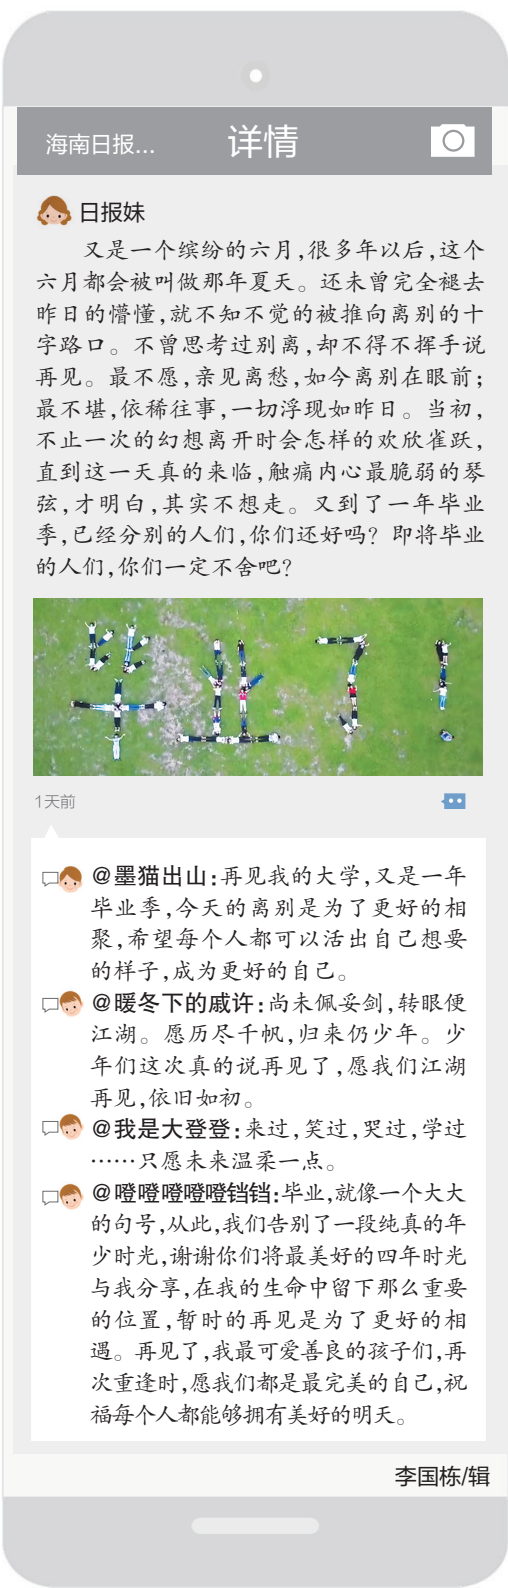 海南日报...
详情
日报妹
又是一个缤纷的六月,很多年以后,这个
六月都会被叫做那年夏天。还未曾完全褪去
昨日的懵懂,就不知不觉的被推向离别的十
字路口。不曾思考过别离,却不得不挥手说
再见。最不愿,亲见离愁,如今离别在眼前;
最不堪,依稀往事,一切浮现如昨日。当初,
不止一次的幻想离开时会怎样的欢欣雀跃,
直到这一天真的来临,触痛内心最脆弱的琴
弦,才明白,其实不想走。又到了一年毕业
季,已经分别的人们,你们还好吗？即将毕业
的人们,你们一定不舍吧？
毕业了！
1天前
@墨猫出山:再见我的大学,又是一年
毕业季,今天的离别是为了更好的相
聚,希望每个人都可以活出自己想要
的样子,成为更好的自己。
@暖冬下的戚许:尚未佩妥剑,转眼便
江湖。愿历尽千帆,归来仍少年。少
年们这次真的说再见了,愿我们江湖
再见,依旧如初。
@我是大登登:来过,笑过,哭过,学过
……只愿未来温柔一点。
@噔噔噔噔噔铛铛:毕业,就像一个大大
的句号,从此,我们告别了一段纯真的年
少时光,谢谢你们将最美好的四年时光
与我分享,在我的生命中留下那么重要
的位置,暂时的再见是为了更好的相
遇。再见了,我最可爱善良的孩子们,再
次重逢时,愿我们都是最完美的自己,祝
福每个人都能够拥有美好的明天。
李国栋/辑